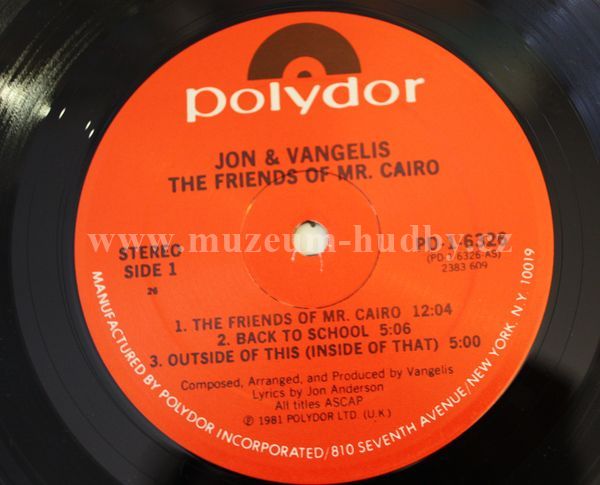 polydor
JON & VANGELIS
THE FRIENDS OF MR. CAIRO
www.muzeum-hudby.cz
STEREO
SIDE 1
26
PD-1-6326
(PD-1-6326-AS)
2383 609
1. THE FRIENDS OF MR. CAIRO 12:04
2. BACK TO SCHOOL 5:06
3. OUTSIDE OF THIS (INSIDE OF THAT) 5:00
Composed, Arranged, and Produced by Vangelis
Lyrics by Jon Anderson
All titles ASCAP
℗ 1981 POLYDOR LTD. (U.K.)
MANUFACTURED BY POLYDOR INCORPORATED/810 SEVENTH AVENUE/NEW YORK. N.Y 10019